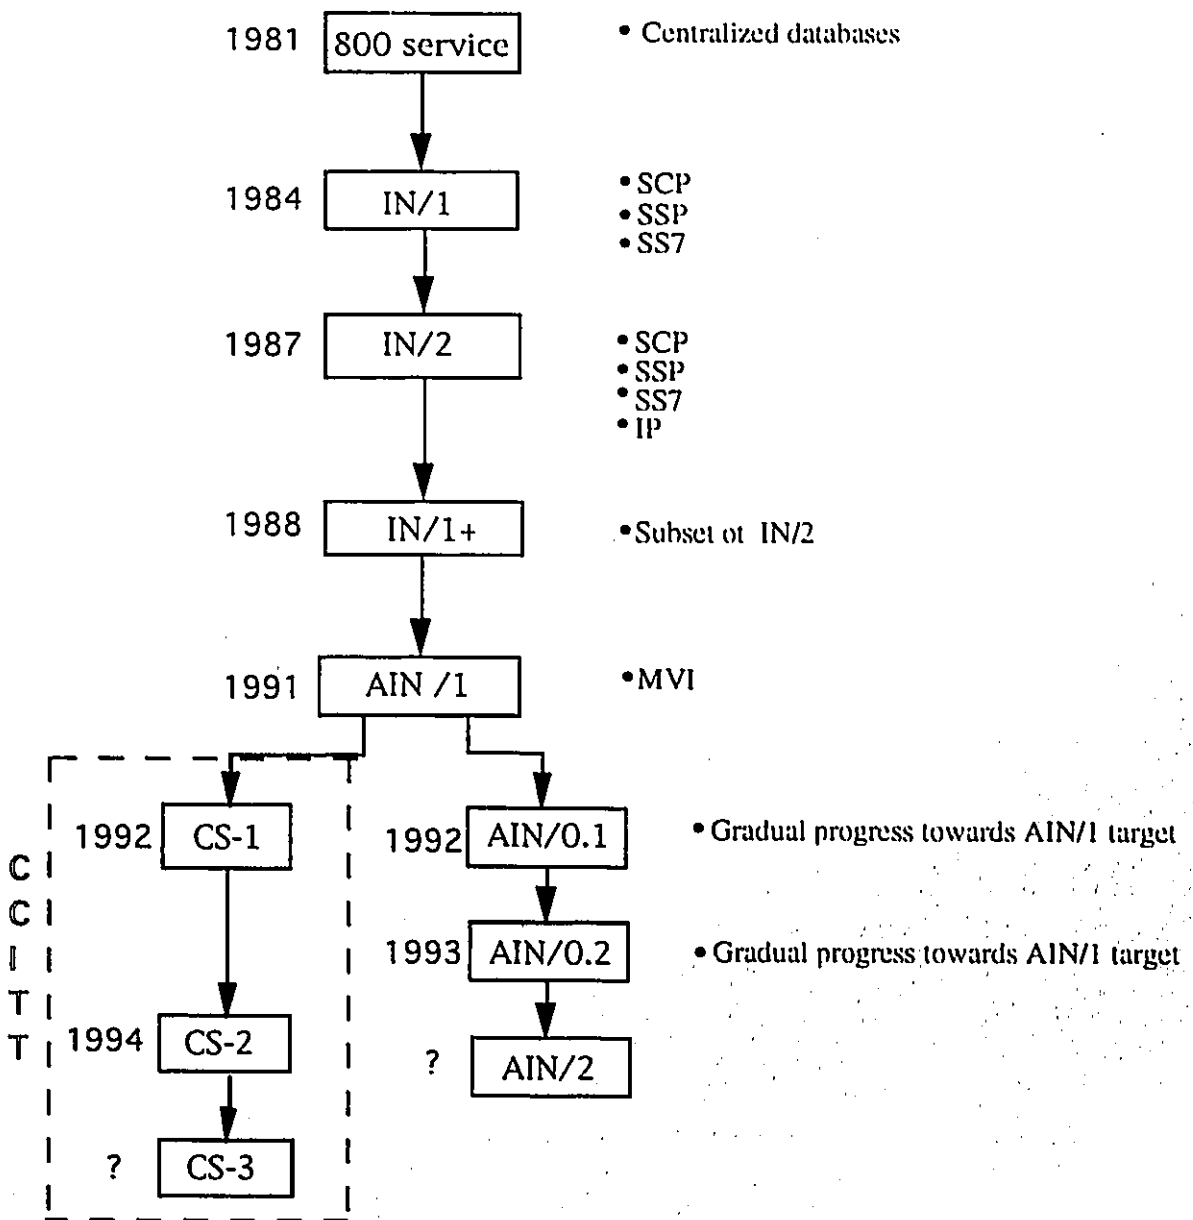 1981 800 service • Centralized databases
1984 IN/1 • SCP
• SSP
• SS7
1987 IN/2 • SCP
• SSP
• SS7
• IP
1988 IN/1+ • Subset ot IN/2
1991 AIN /1 • MVI
CCITT
1992 CS-1
1994 CS-2
? CS-3
1992 AIN/0.1 • Gradual progress towards AIN/1 target
1993 AIN/0.2 • Gradual progress towards AIN/1 target
? AIN/2